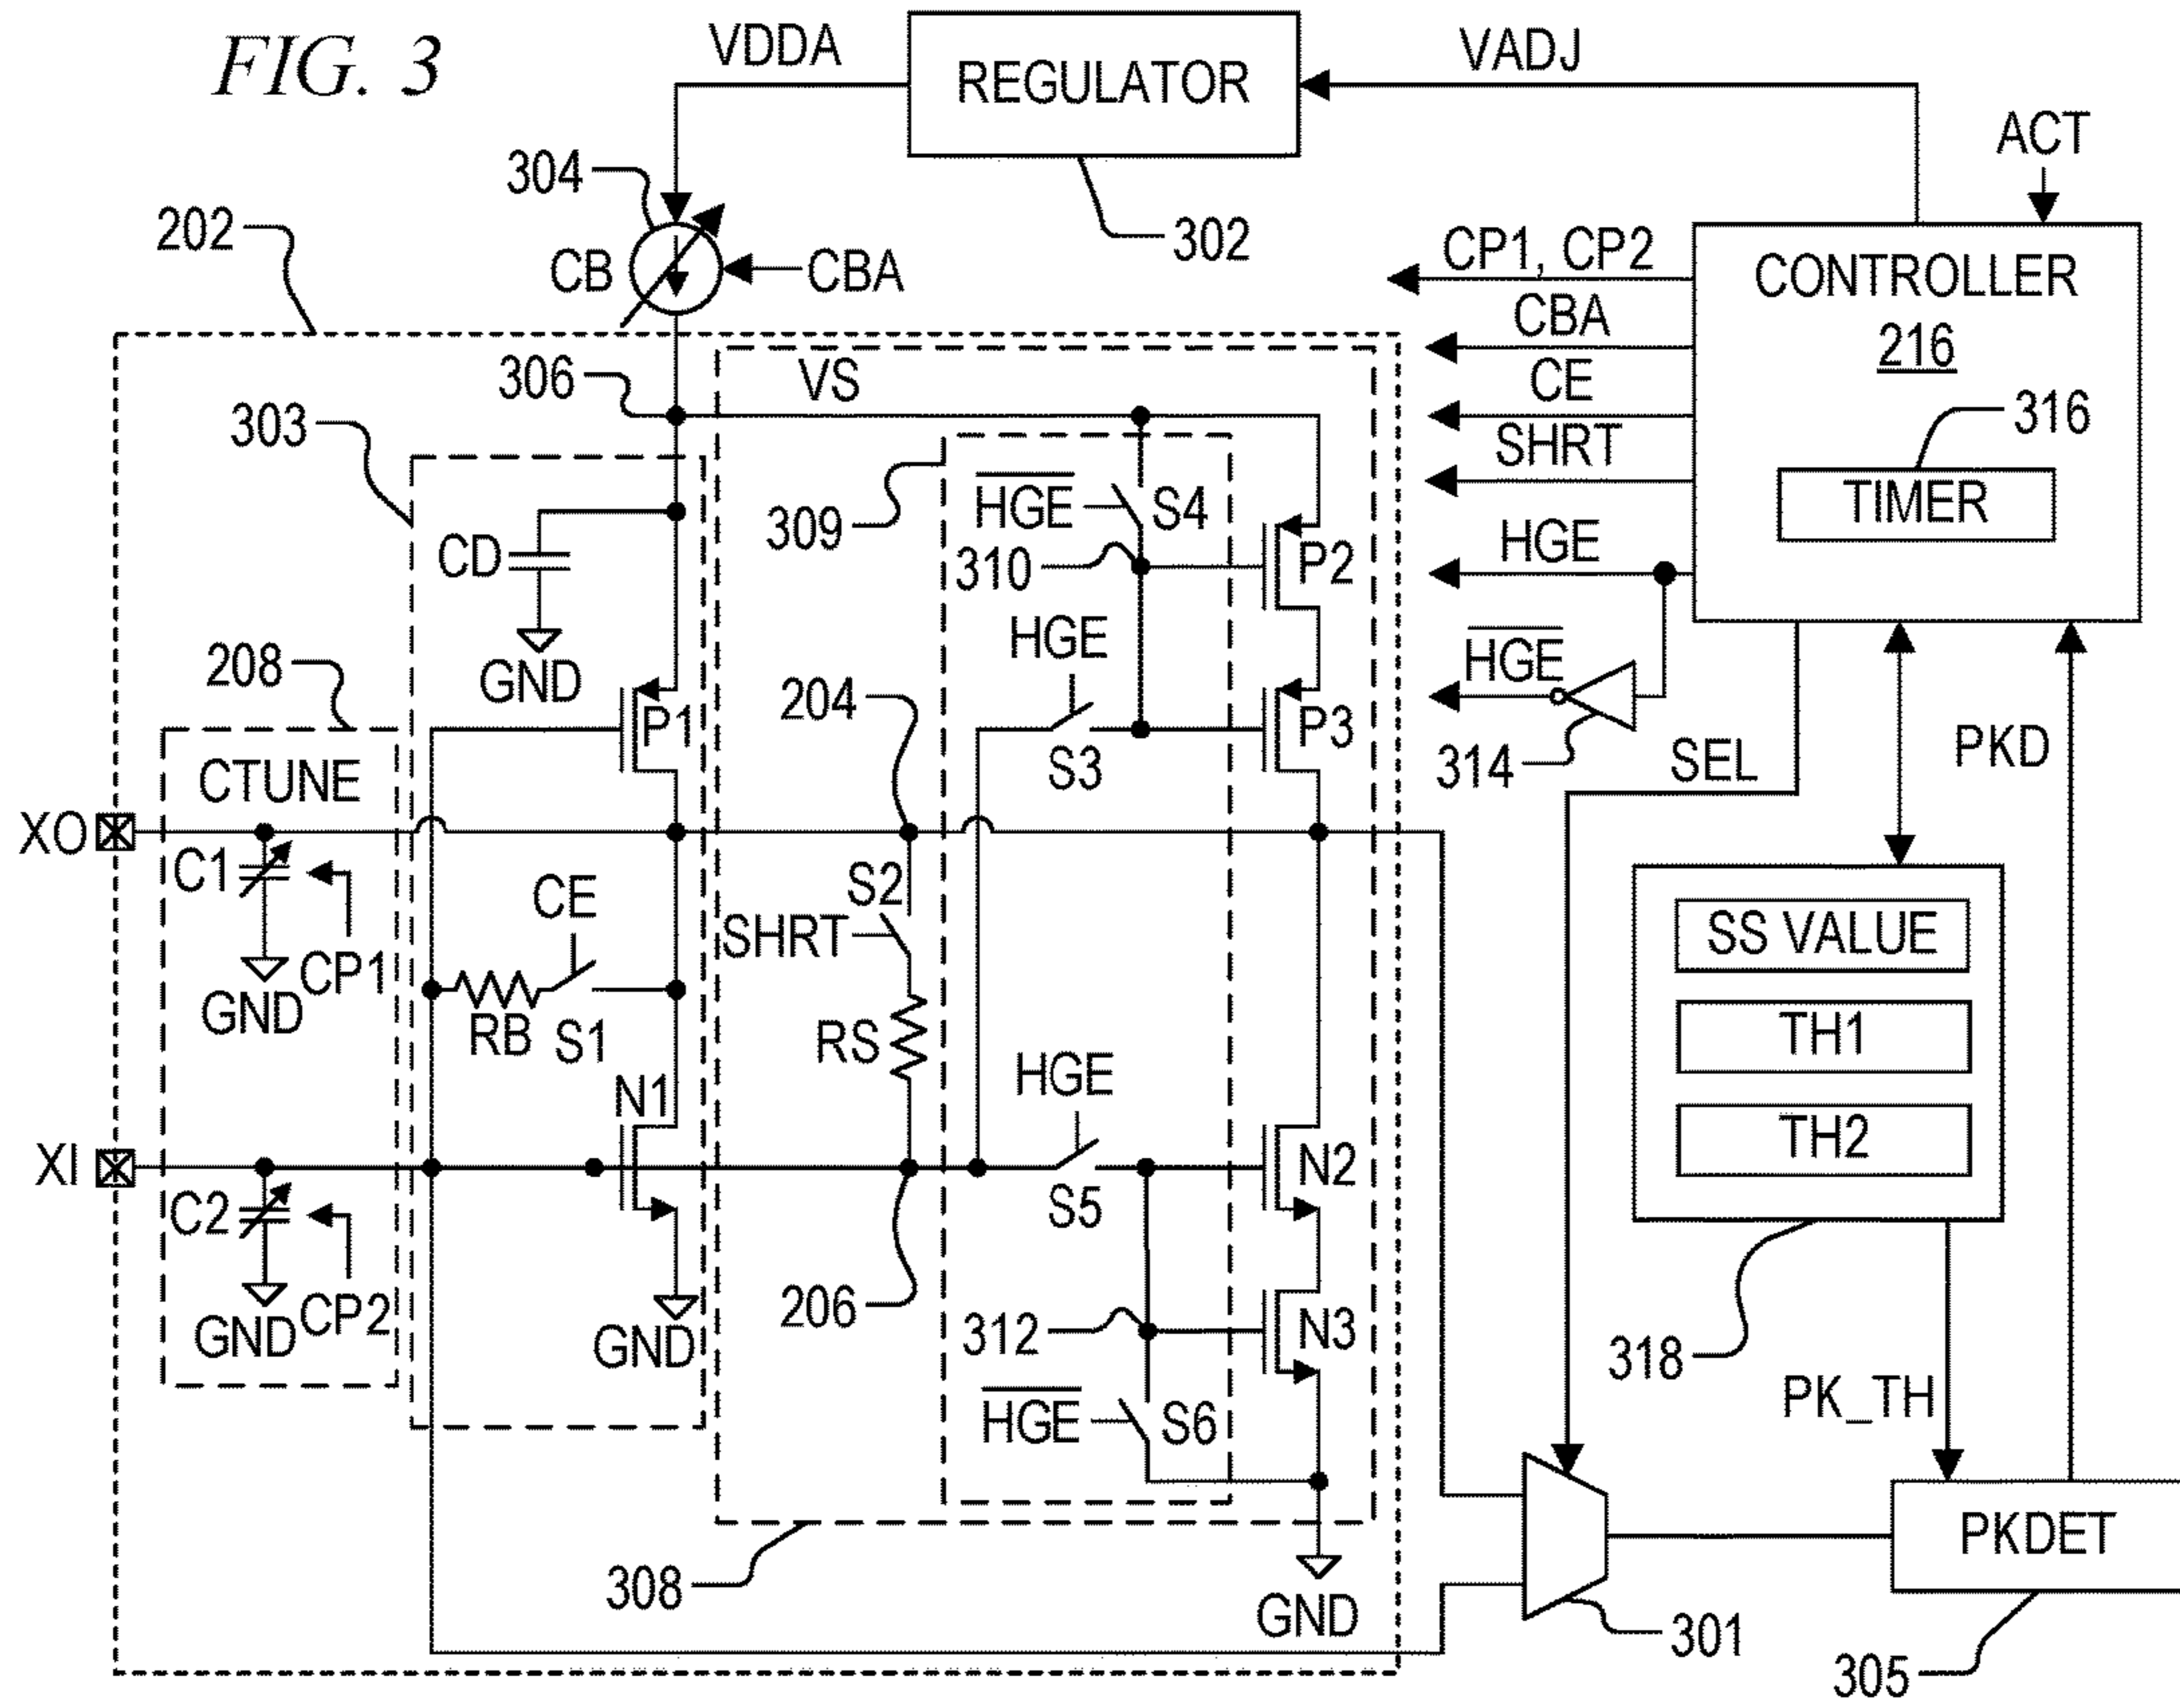 FIG. 3
VDDA
REGULATOR
VADJ
ACT
304
302
202
CB
CBA
CP1, CP2
CONTROLLER
216
CBA
306
VS
CE
316
303
SHRT
TIMER
309
HGE
S4
HGE
CD
310
P2
HGE
HGE
208
GND
204
P1
P3
314
SEL
PKD
CTUNE
S3
XO
C1
CE
S2
SHRT
SS VALUE
CP1
GND
RB
S1
RS
TH1
HGE
N1
TH2
XI
N2
C2
S5
CP2
GND
206
312
N3
GND
318
HGE
S6
PK_TH
PKDET
308
GND
301
305